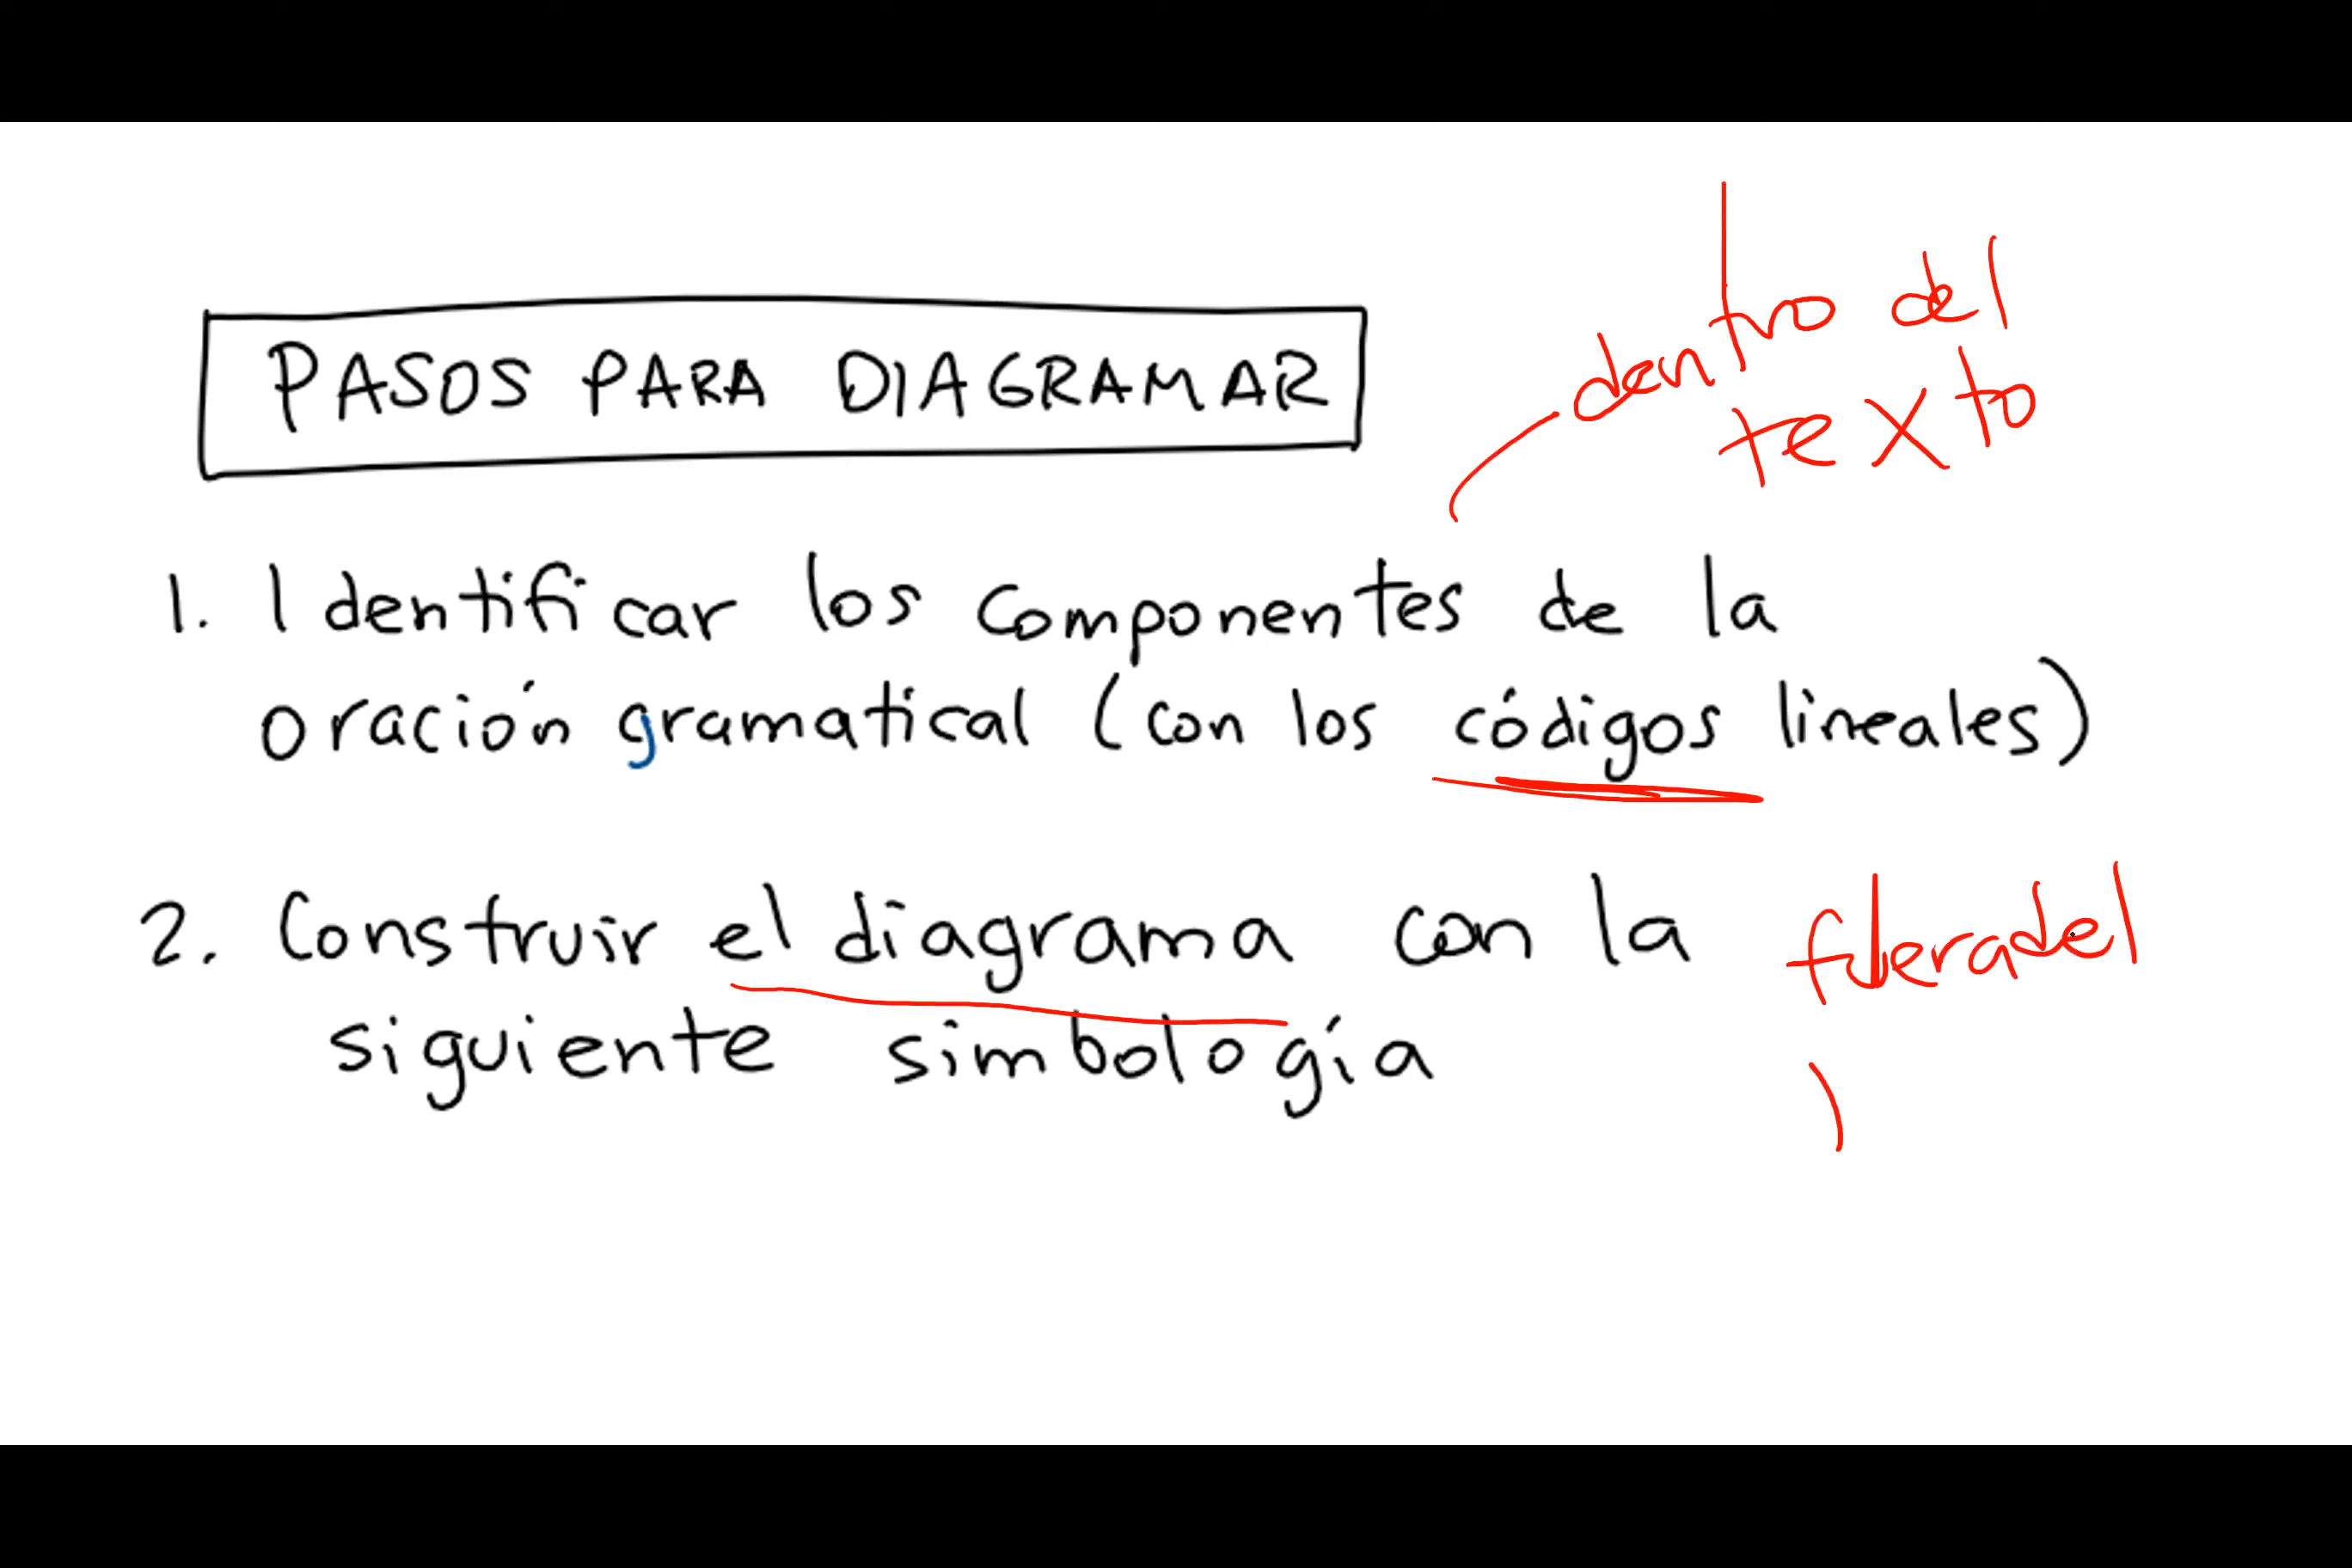 dentro del
texto
PASOS PARA DIAGRAMAR
1. Identificar los componentes de la
oración gramatical (con los códigos lineales)
2. Construir el diagrama con la
siguiente simbología
fuera del